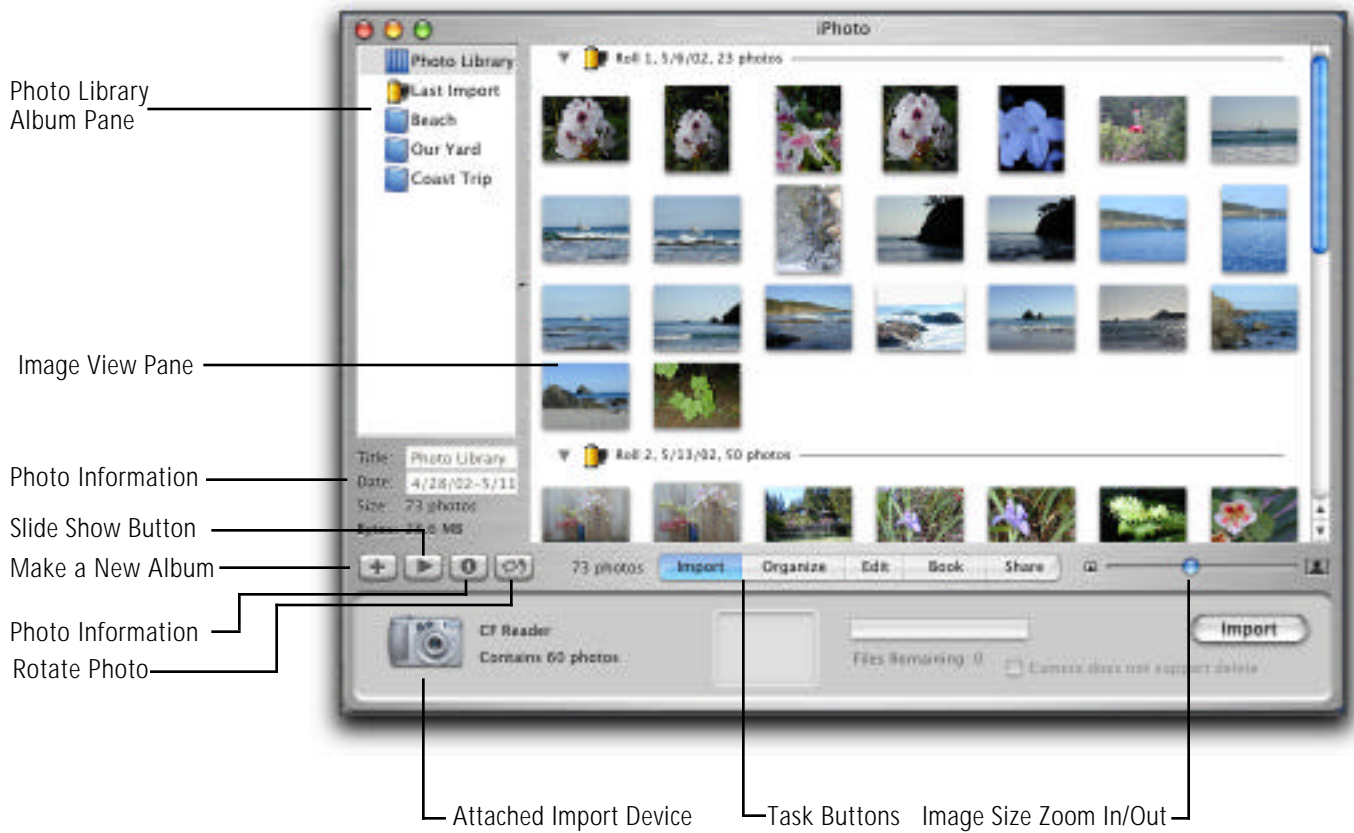 iPhoto
Photo Library
Album Pane
Photo Library
Last Import
Beach
Our Yard
Coast Trip
Roll 1, 5/6/02, 23 photos
Image View Pane
Title: Photo Library
Date: 4/28/02-5/11
Size: 73 photos
MB
Roll 2, 5/13/02, 50 photos
Photo Information
Slide Show Button
Make a New Album
Photo Information
Rotate Photo
73 photos
Import
Organize
Edit
Book
Share
CF Reader
Contains 60 photos
Files Remaining: 0
Camera does not support delete
Import
Attached Import Device
Task Buttons
Image Size Zoom In/Out